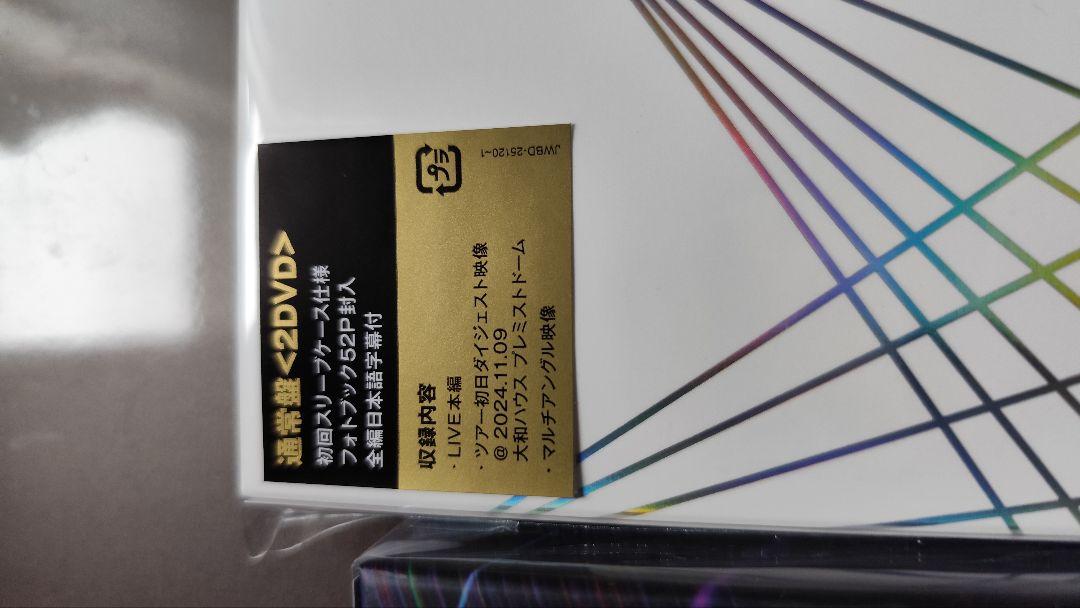 通常盤<2DVD>
初回スリーブケース仕様
フォトブック52P封入
全編日本語字幕付
収録内容
・LIVE本編
・ツアー初日ダイジェスト映像
@ 2024.11.09
大和ハウス プレミストドーム
・マルチアングル映像
プラ
JWBD-25120~1